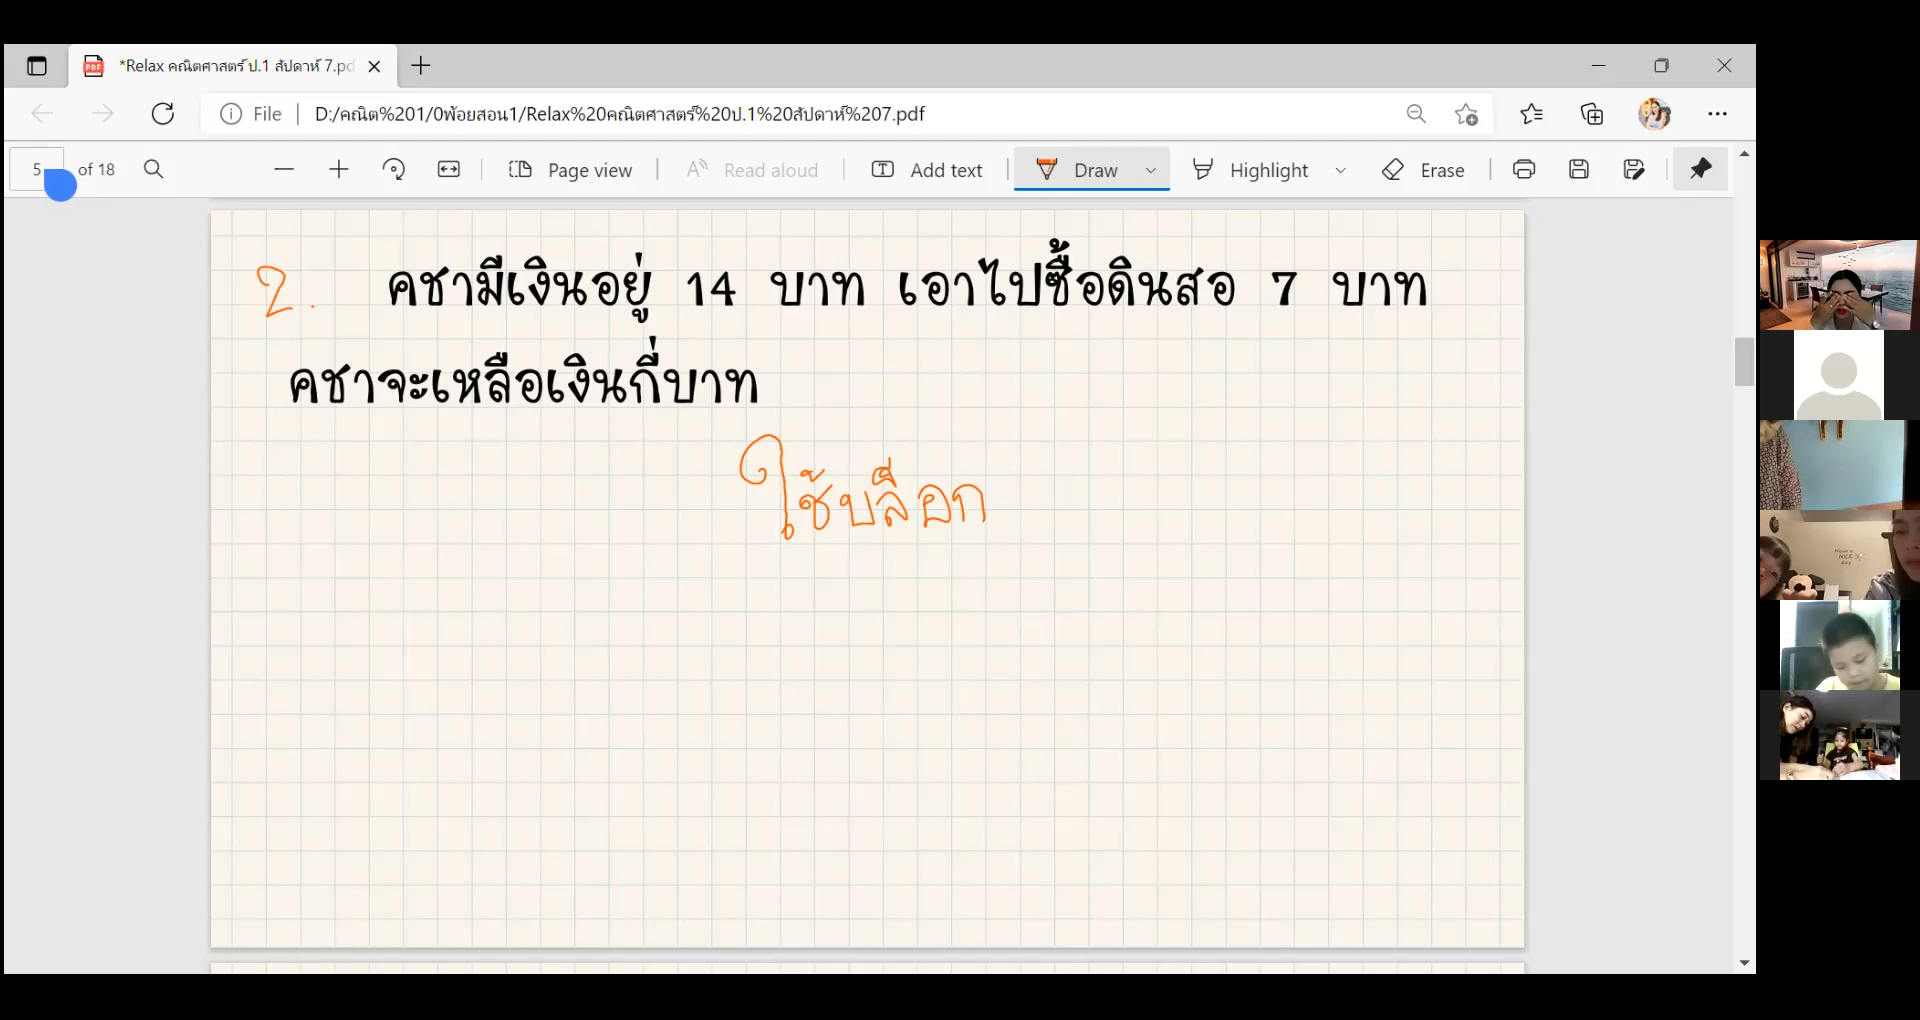 *Relax คณิตศาสตร์ ป.1 สัปดาห์ 7.pd
File D:/คณิต%201/0พ้อยสอน1/Relax%20คณิตศาสตร์%20ป.1%20สัปดาห์%207.pdf
5 of 18 Page view Read aloud Add text Draw Highlight Erase
2. คชามีเงินอยู่ 14 บาท เอาไปซื้อดินสอ 7 บาท
คชาจะเหลือเงินกี่บาท
ใช้บล็อก
Have a
NICE
day